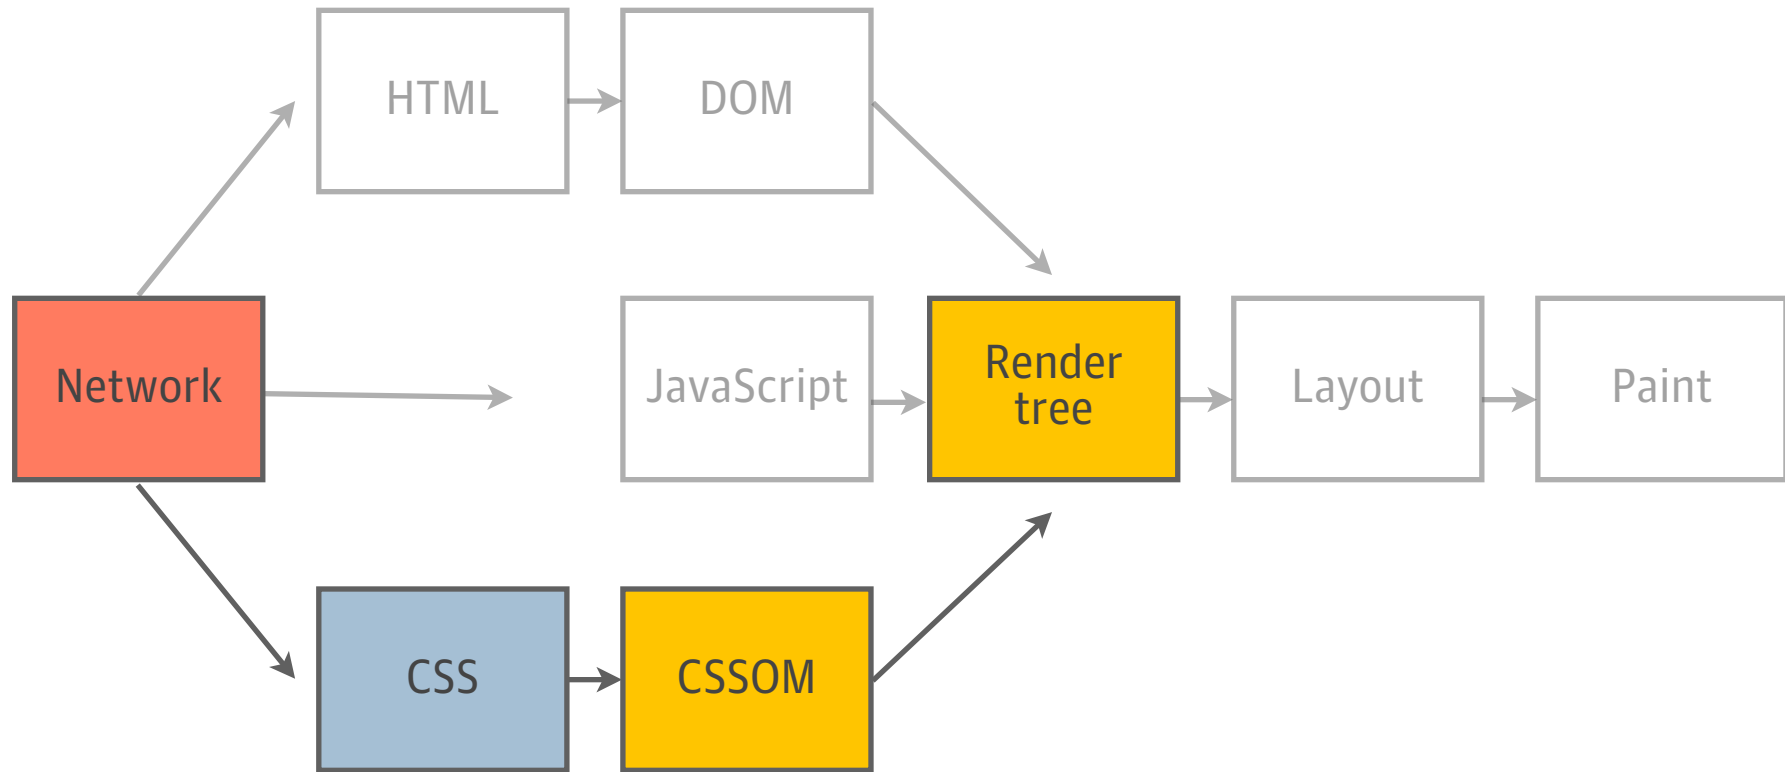 HTML
DOM
Network
JavaScript
Render
tree
Layout
Paint
CSS
CSSOM